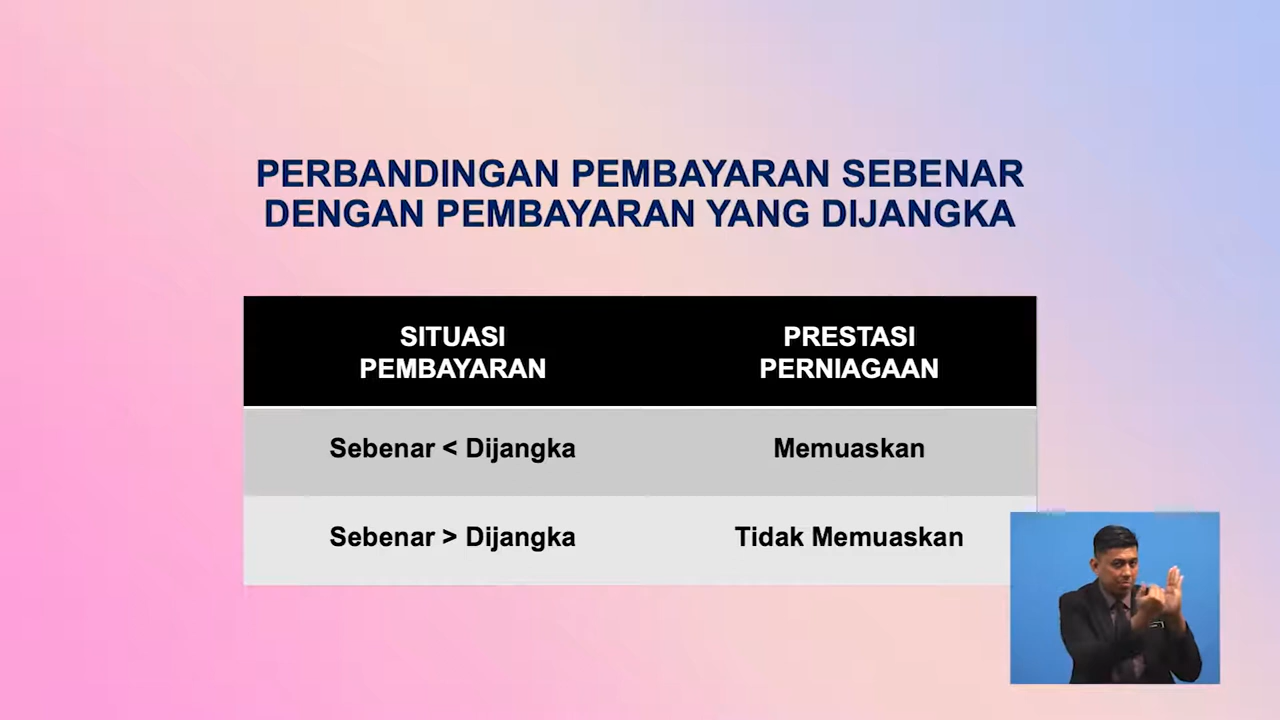 PERBANDINGAN PEMBAYARAN SEBENAR
DENGAN PEMBAYARAN YANG DIJANGKA
SITUASI
PEMBAYARAN
PRESTASI
PERNIAGAAN
Sebenar < Dijangka
Memuaskan
Sebenar > Dijangka
Tidak Memuaskan